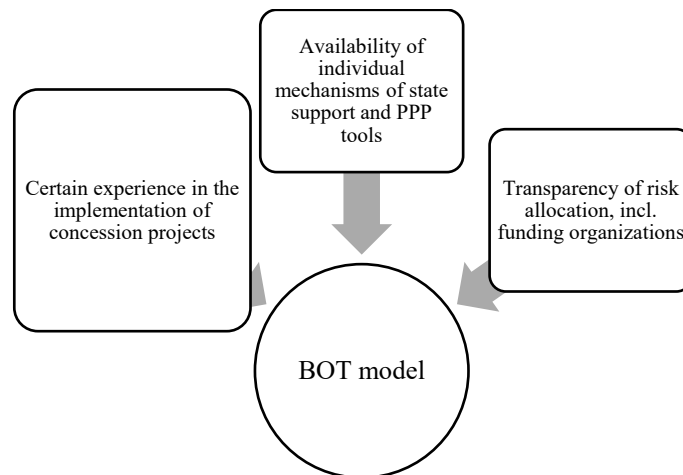 Availability of
individual
mechanisms of state
support and PPP
tools
Certain experience in the
implementation of
concession projects
Transparency of risk
allocation, incl.
funding organizations
BOT model